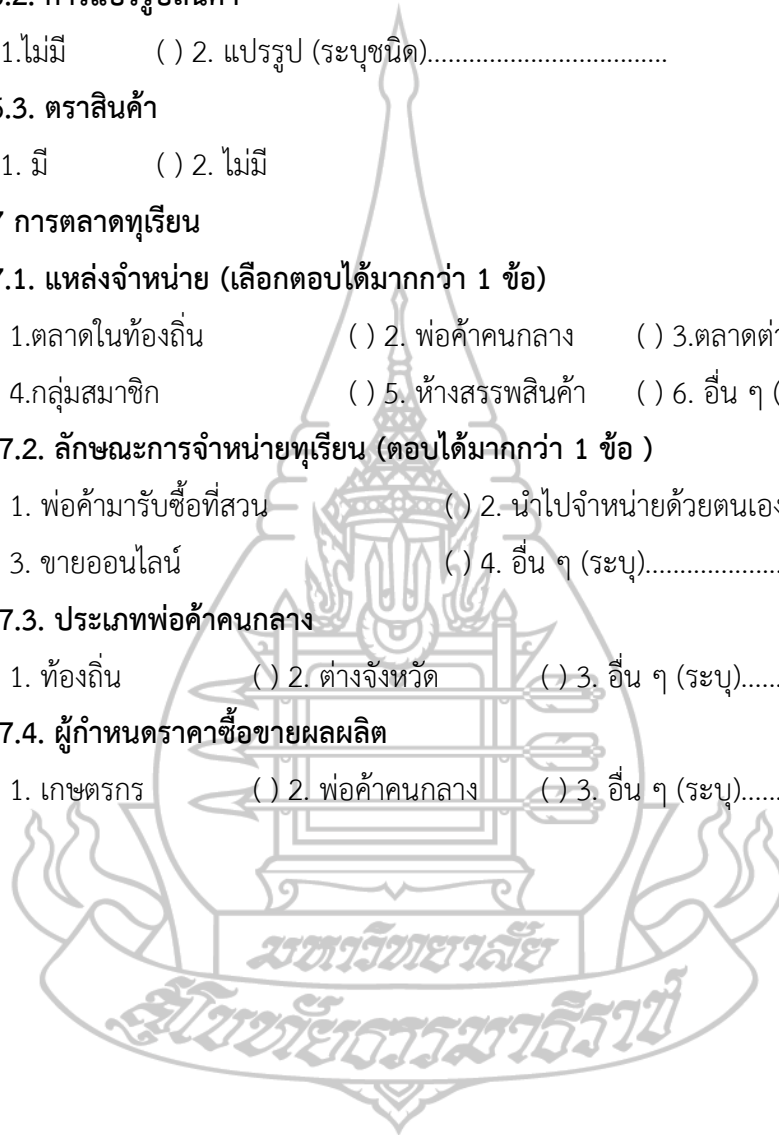 .2. การแปรรูปสินค้า
1.ไม่มี ( ) 2. แปรรูป (ระบุชนิด)..................................
.3. ตราสินค้า
1. มี ( ) 2. ไม่มี
การตลาดทุเรียน
.1. แหล่งจำหน่าย (เลือกตอบได้มากกว่า 1 ข้อ)
1.ตลาดในท้องถิ่น ( ) 2. พ่อค้าคนกลาง ( ) 3.ตลาดต่
4.กลุ่มสมาชิก ( ) 5. ห้างสรรพสินค้า ( ) 6. อื่น ๆ (
7.2. ลักษณะการจำหน่ายทุเรียน (ตอบได้มากกว่า 1 ข้อ )
1. พ่อค้ามารับซื้อที่สวน ( ) 2. นำไปจำหน่ายด้วยตนเอง
3. ขายออนไลน์ ( ) 4. อื่น ๆ (ระบุ)...................
7.3. ประเภทพ่อค้าคนกลาง
1. ท้องถิ่น ( ) 2. ต่างจังหวัด ( ) 3. อื่น ๆ (ระบุ)......
7.4. ผู้กำหนดราคาซื้อขายผลผลิต
1. เกษตรกร ( ) 2. พ่อค้าคนกลาง ( ) 3. อื่น ๆ (ระบุ)......
มหาวิทยาลัย
สุโขทัยธรรมาธิราช